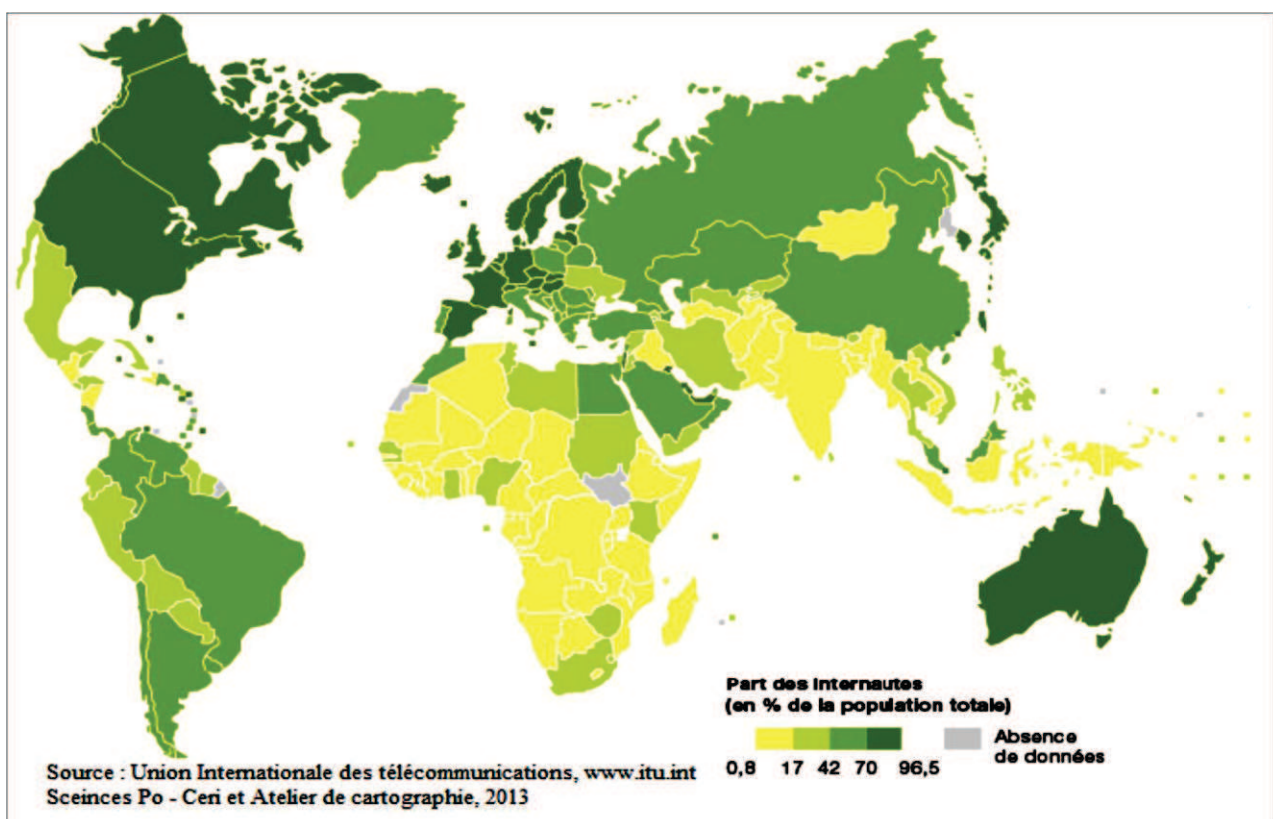 Part des internautes
(en % de la population totale)
0,8 17 42 70 96,5
Absence
de données
Source : Union Internationale des télécommunications, www.itu.int
Sceinces Po - Ceri et Atelier de cartographie, 2013